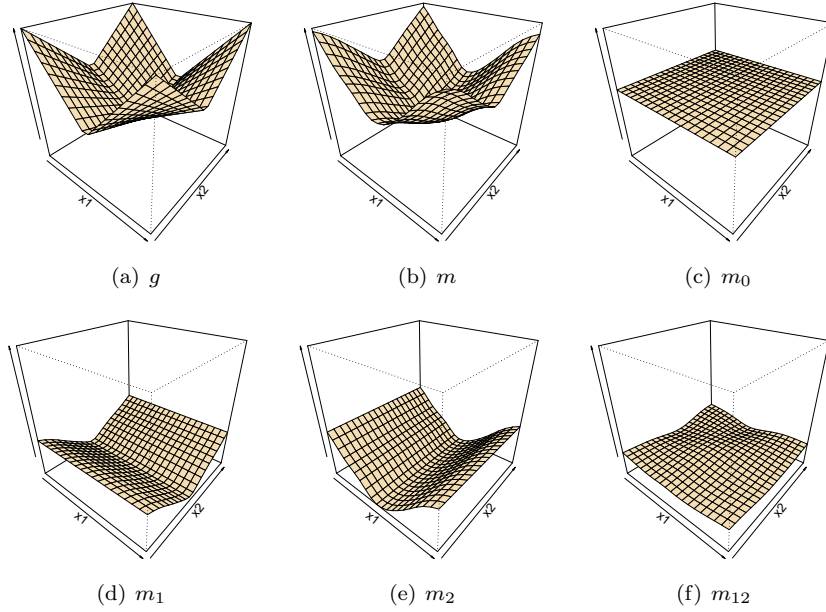 x1 x2 x1 x2 x1 x2
(a) g (b) m (c) m₀
x1 x2 x1 x2 x1 x2
(d) m₁ (e) m₂ (f) m₁₂